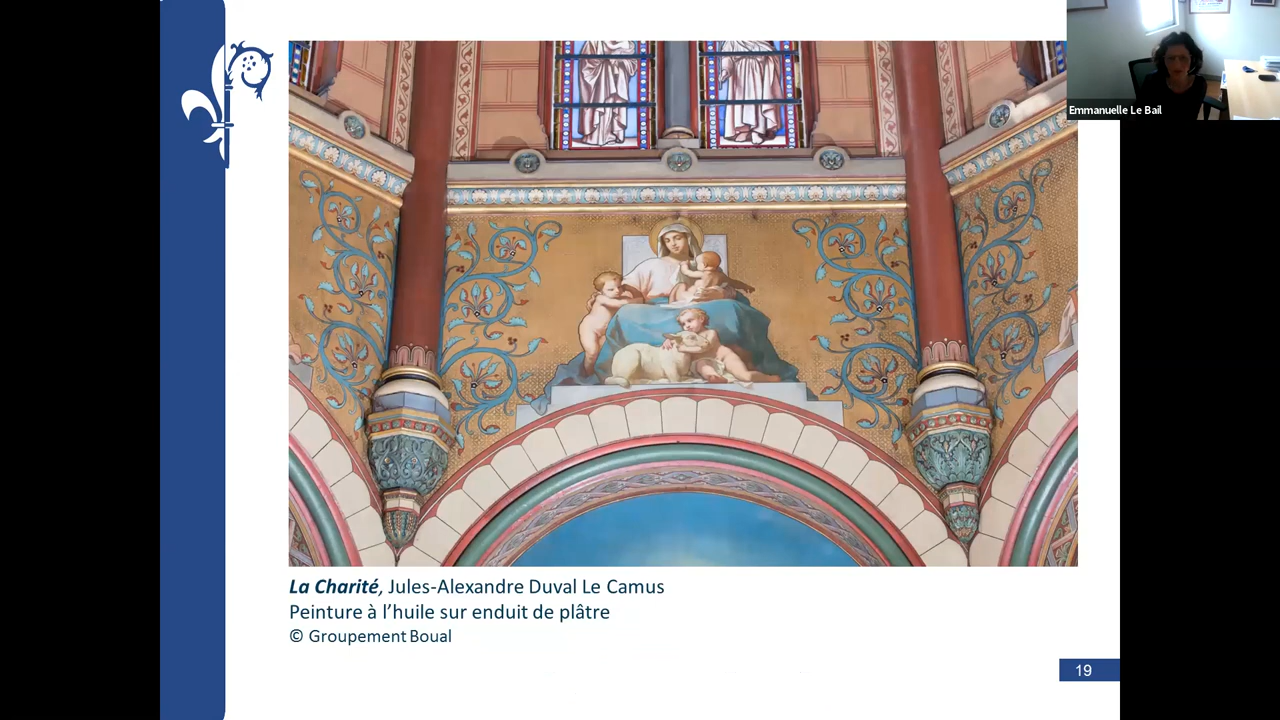 Emmanuelle Le Bail
La Charité, Jules-Alexandre Duval Le Camus
Peinture à l’huile sur enduit de plâtre
© Groupement Boual
19